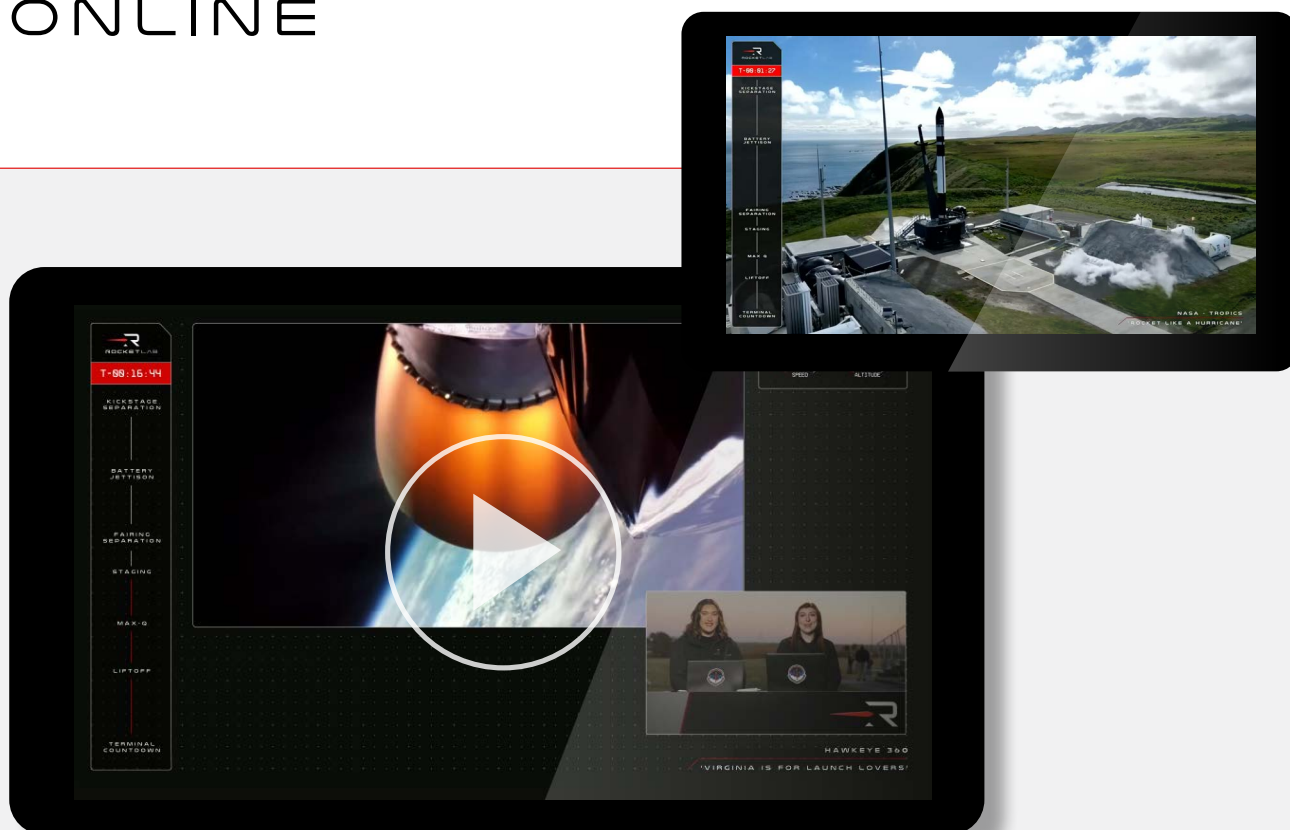 ONLINE
ROCKETLAB
T-00:01:27
KICKSTAGE
SEPARATION
BATTERY
JETTISON
FAIRING
SEPARATION
STAGING
MAX Q
LIFTOFF
TERMINAL
COUNTDOWN
NASA - TROPICS
'ROCKET LIKE A HURRICANE'
ROCKETLAB
T-00:16:44
KICKSTAGE
SEPARATION
BATTERY
JETTISON
FAIRING
SEPARATION
STAGING
MAX-Q
LIFTOFF
TERMINAL
COUNTDOWN
SPEED
ALTITUDE
HAWKEYE 360
'VIRGINIA IS FOR LAUNCH LOVERS'